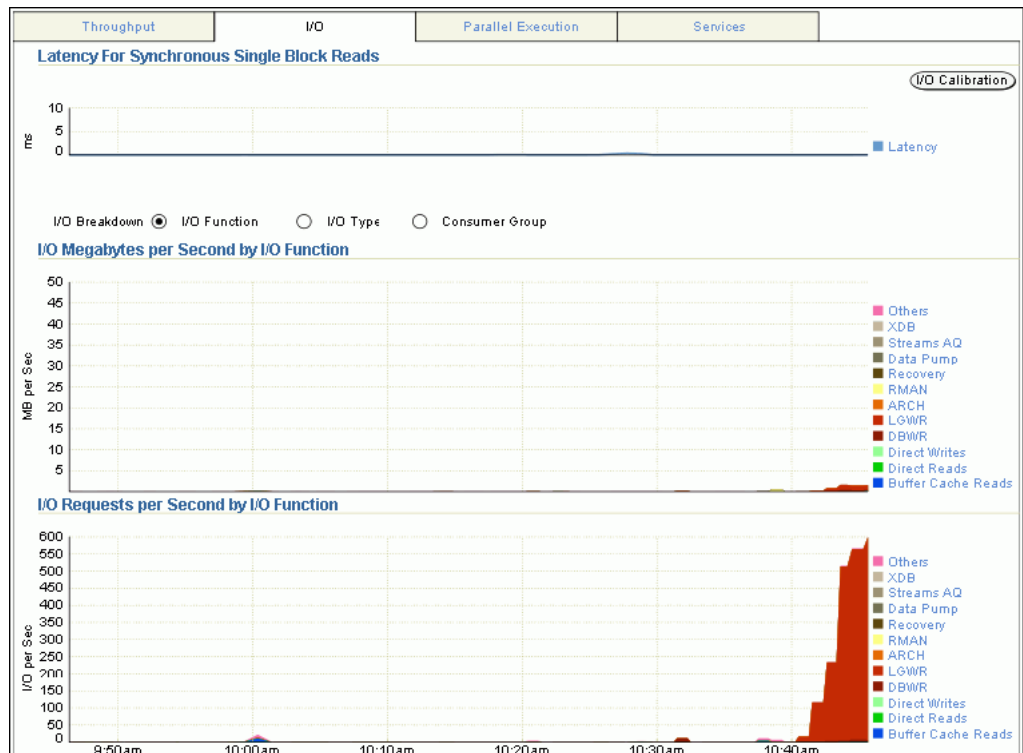 Throughput I/O Parallel Execution Services
Latency For Synchronous Single Block Reads
I/O Calibration
10
5
0
ms
Latency
I/O Breakdown I/O Function I/O Type Consumer Group
I/O Megabytes per Second by I/O Function
50
45
40
35
30
25
20
15
10
5
MB per Sec
Others
XDB
Streams AQ
Data Pump
Recovery
RMAN
ARCH
LGWR
DBWR
Direct Writes
Direct Reads
Buffer Cache Reads
I/O Requests per Second by I/O Function
600
550
500
450
400
350
300
250
200
150
100
50
0
I/O per Sec
Others
XDB
Streams AQ
Data Pump
Recovery
RMAN
ARCH
LGWR
DBWR
Direct Writes
Direct Reads
Buffer Cache Reads
9:50am 10:00am 10:10am 10:20am 10:30am 10:40am